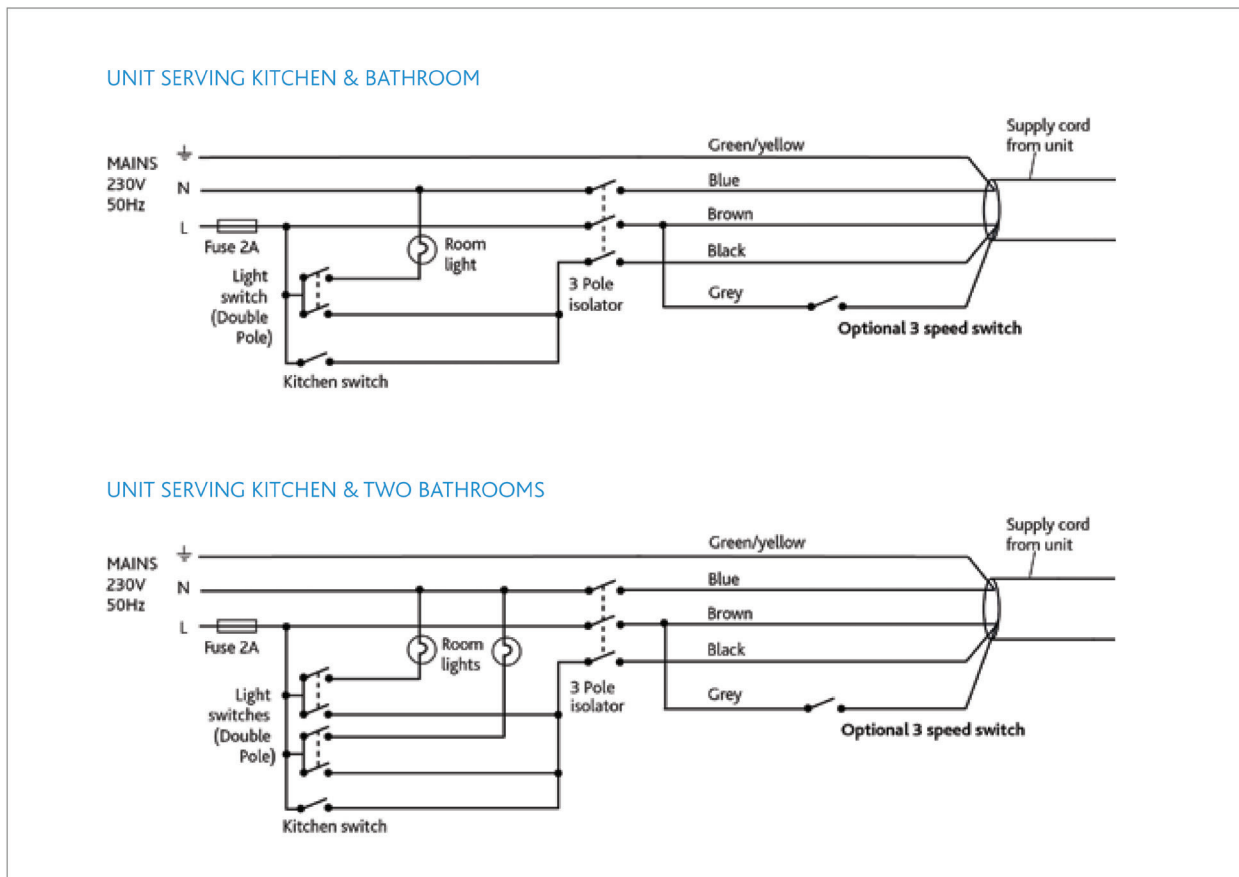 UNIT SERVING KITCHEN & BATHROOM
Supply cord
from unit
MAINS
230V
50Hz
N
L
Fuse 2A
Green/yellow
Blue
Brown
Black
Grey
Room
light
Light
switch
(Double
Pole)
3 Pole
isolator
Optional 3 speed switch
Kitchen switch
UNIT SERVING KITCHEN & TWO BATHROOMS
Supply cord
from unit
MAINS
230V
50Hz
N
L
Fuse 2A
Green/yellow
Blue
Brown
Black
Grey
Room
lights
Light
switches
(Double
Pole)
3 Pole
isolator
Optional 3 speed switch
Kitchen switch